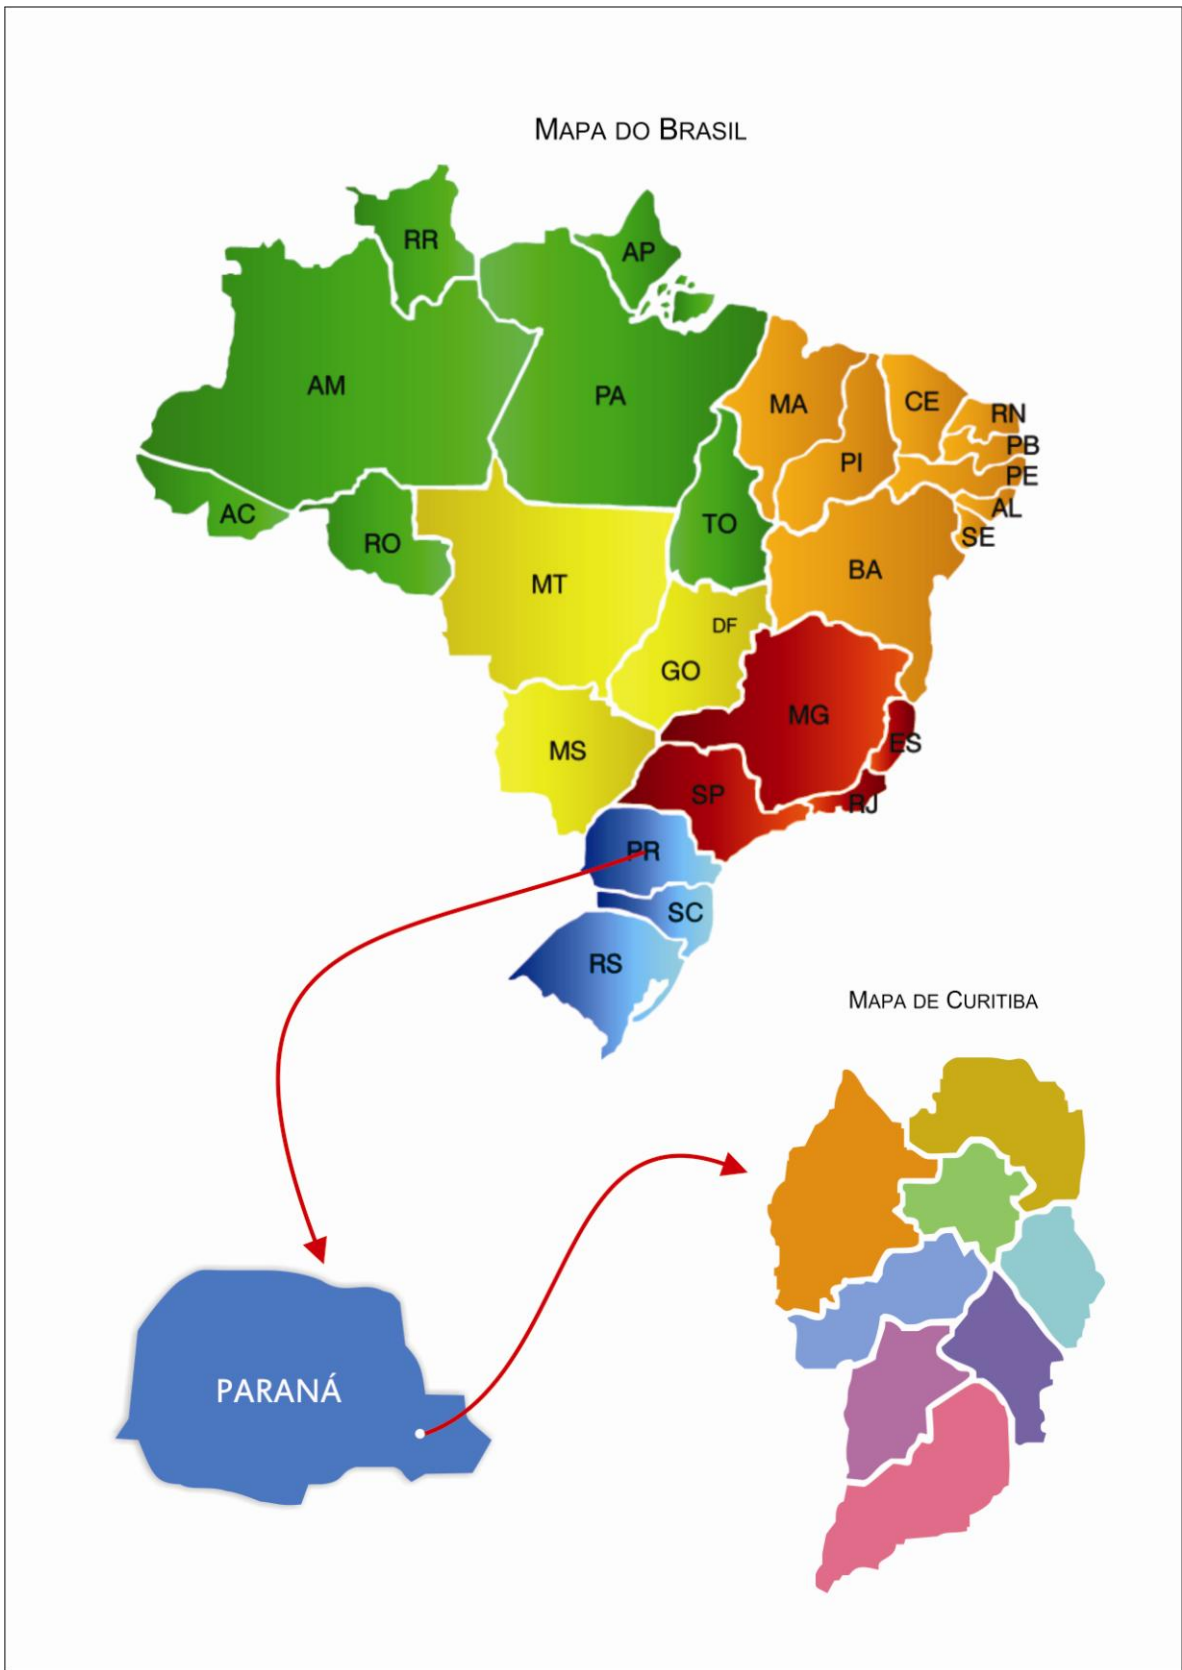 MAPA DO BRASIL
RR
AP
AM
PA
MA
CE
RN
PB
PI
PE
AL
AC
TO
SE
RO
BA
MT
DF
GO
MG
ES
MS
SP
RJ
PR
SC
RS
MAPA DE CURITIBA
PARANÁ